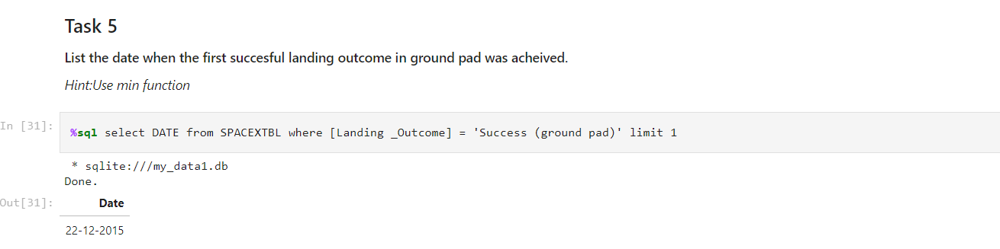 Task 5
List the date when the first succesful landing outcome in ground pad was acheived.
Hint:Use min function
In [31]:
%sql select DATE from SPACEXTBL where [Landing _Outcome] = 'Success (ground pad)' limit 1
* sqlite:///my_data1.db
Done.
Out[31]:
Date
22-12-2015